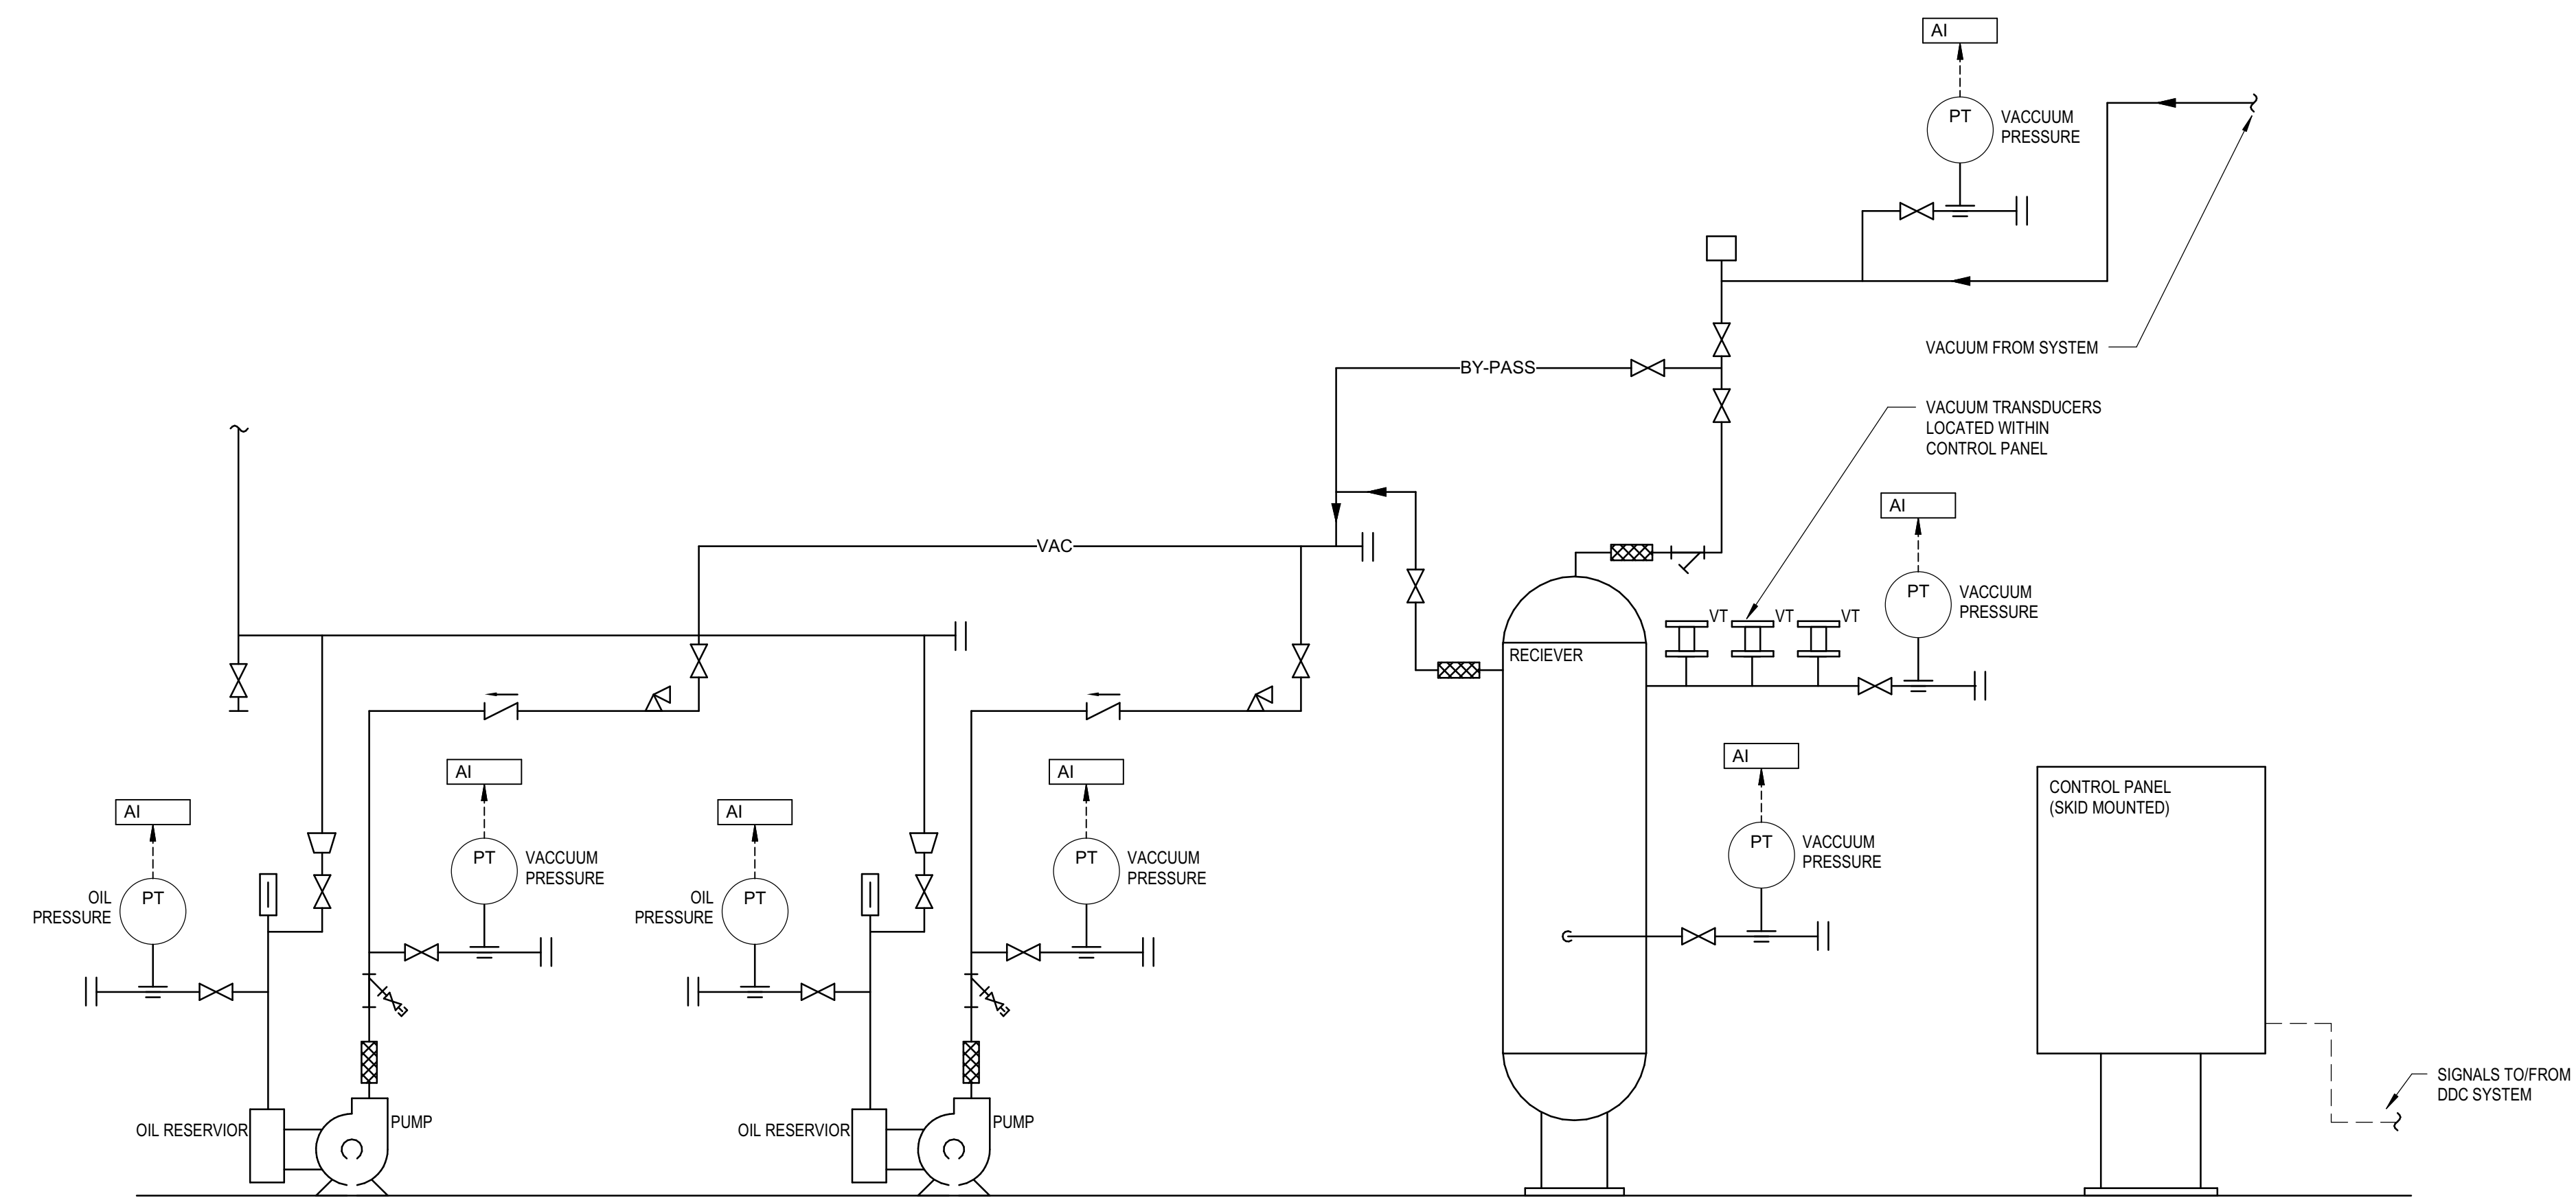 AI
PT
VACCUUM
PRESSURE
VACUUM FROM SYSTEM
BY-PASS
VACUUM TRANSDUCERS
LOCATED WITHIN
CONTROL PANEL
AI
VAC
PT
VACCUUM
PRESSURE
VT
VT
VT
RECIEVER
AI
PT
VACCUUM
PRESSURE
CONTROL PANEL
(SKID MOUNTED)
AI
AI
PT
VACCUUM
PRESSURE
OIL
PRESSURE
PT
AI
AI
PT
VACCUUM
PRESSURE
OIL
PRESSURE
PT
SIGNALS TO/FROM
DDC SYSTEM
OIL RESERVIOR
PUMP
OIL RESERVIOR
PUMP